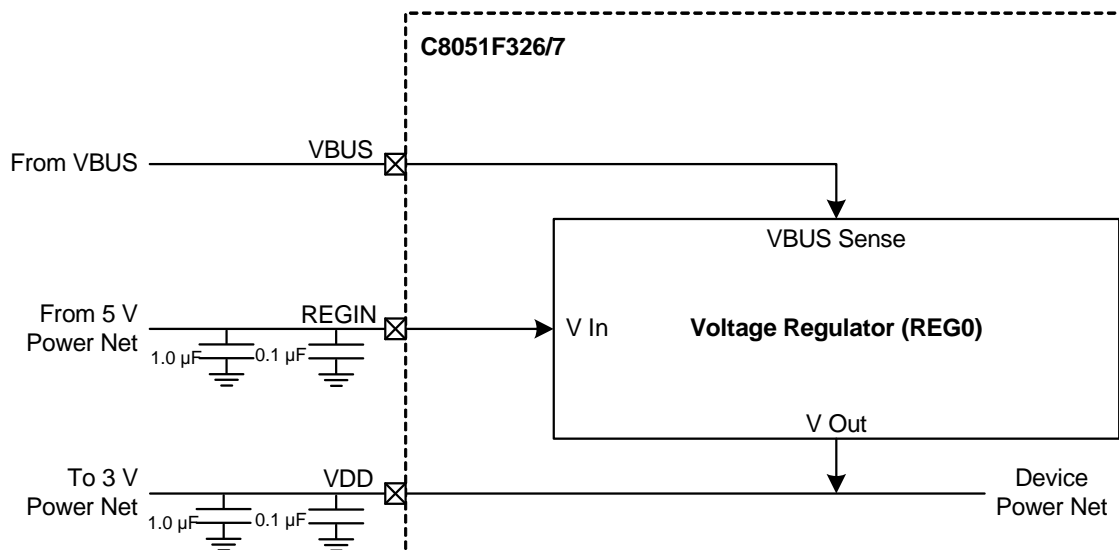 C8051F326/7
From VBUS
VBUS
VBUS Sense
From 5 V
Power Net
REGIN
1.0 µF
0.1 µF
V In
Voltage Regulator (REG0)
V Out
To 3 V
Power Net
VDD
1.0 µF
0.1 µF
Device
Power Net